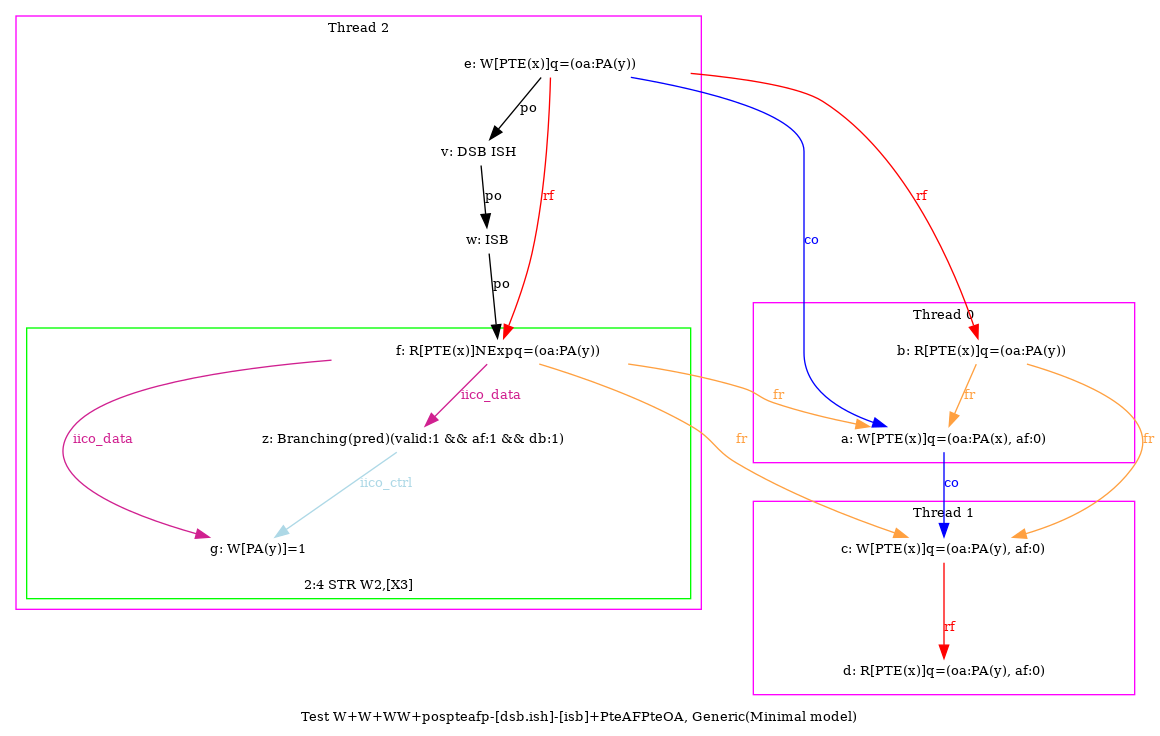 Thread 2
e: W[PTE(x)]q=(oa:PA(y))
po
v: DSB ISH
po
rf
rf
w: ISB
co
po
Thread 0
f: R[PTE(x)]NExpq=(oa:PA(y))
b: R[PTE(x)]q=(oa:PA(y))
iico_data
fr
fr
iico_data
z: Branching(pred)(valid:1 && af:1 && db:1)
fr
a: W[PTE(x)]q=(oa:PA(x), af:0)
fr
iico_ctrl
co
Thread 1
g: W[PA(y)]=1
c: W[PTE(x)]q=(oa:PA(y), af:0)
2:4 STR W2,[X3]
rf
d: R[PTE(x)]q=(oa:PA(y), af:0)
Test W+W+WW+pospteafp-[dsb.ish]-[isb]+PteAFPteOA, Generic(Minimal model)